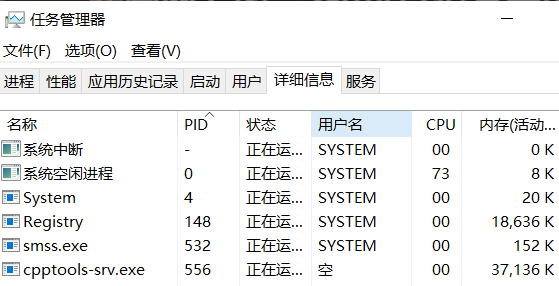 任务管理器
文件(F) 选项(O) 查看(V)
进程 性能 应用历史记录 启动 用户 详细信息 服务
名称 PID 状态 用户名 CPU 内存(活动...
系统中断 - 正在运... SYSTEM 00 0 K
系统空闲进程 0 正在运... SYSTEM 73 8 K
System 4 正在运... SYSTEM 00 20 K
Registry 148 正在运... SYSTEM 00 18,636 K
smss.exe 532 正在运... SYSTEM 00 152 K
cpptools-srv.exe 556 正在运... 空 00 37,136 K